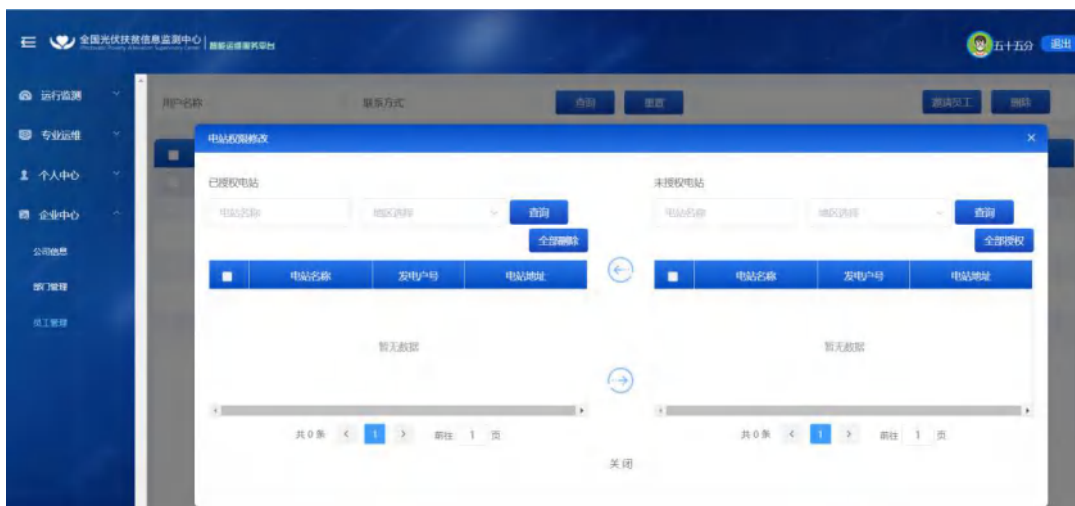 全国光伏扶贫信息监测中心 智能运维服务平台
五十五分 退出
运行监测
专业运维
个人中心
企业中心
公司信息
部门管理
员工管理
用户名称 联系方式 查询 重置 邀请员工 删除
电站权限修改
已授权电站 未授权电站
电站名称 地区选择 查询 电站名称 地区选择 查询
全部删除 全部授权
电站名称 发电户号 电站地址 电站名称 发电户号 电站地址
暂无数据 暂无数据
共 0 条 1 前往 1 页 共 0 条 1 前往 1 页
关闭